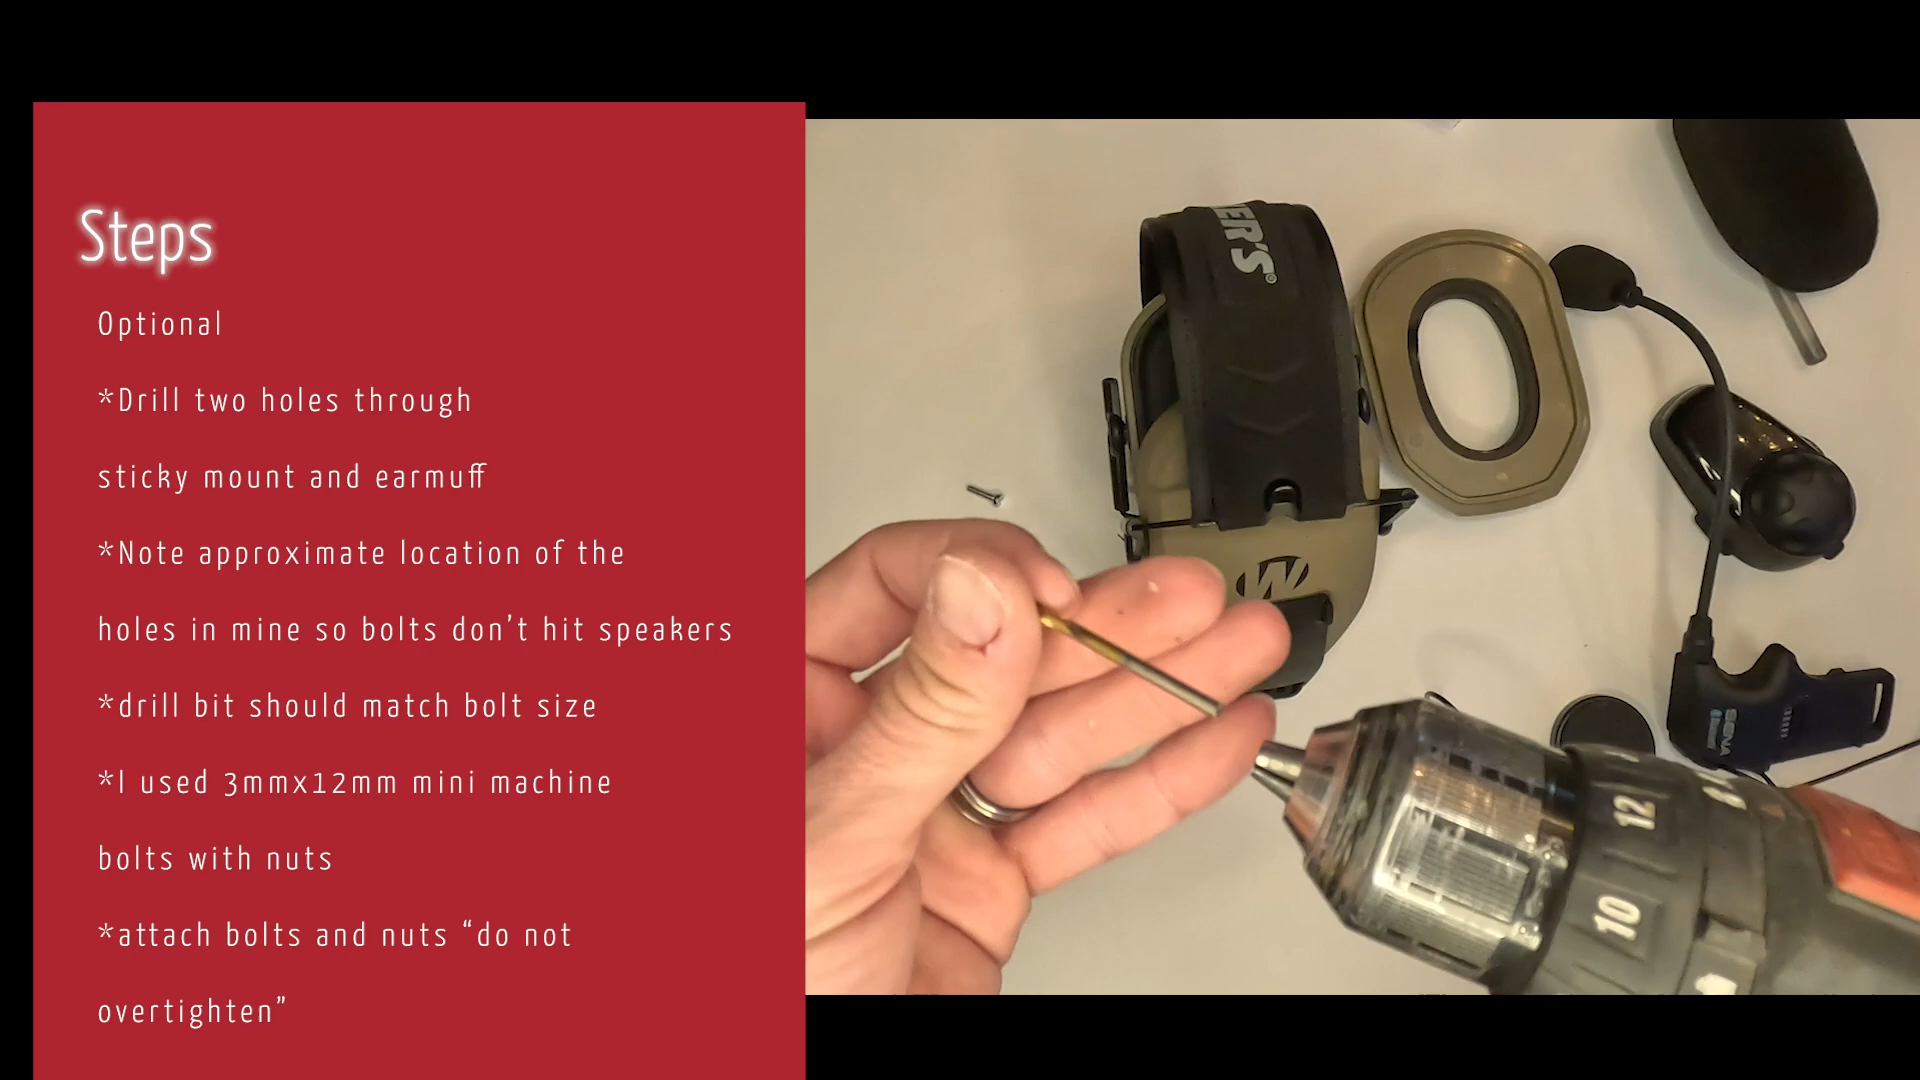 Steps
Optional
*Drill two holes through
sticky mount and earmuff
*Note approximate location of the
holes in mine so bolts don’t hit speakers
*drill bit should match bolt size
*I used 3mmx12mm mini machine
bolts with nuts
*attach bolts and nuts “do not
overtighten”
ER'S
W
SENA
12
10